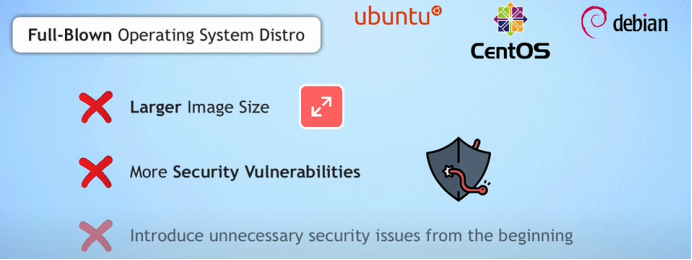 Full-Blown Operating System Distro
ubuntu
CentOS
debian
Larger Image Size
More Security Vulnerabilities
Introduce unnecessary security issues from the beginning